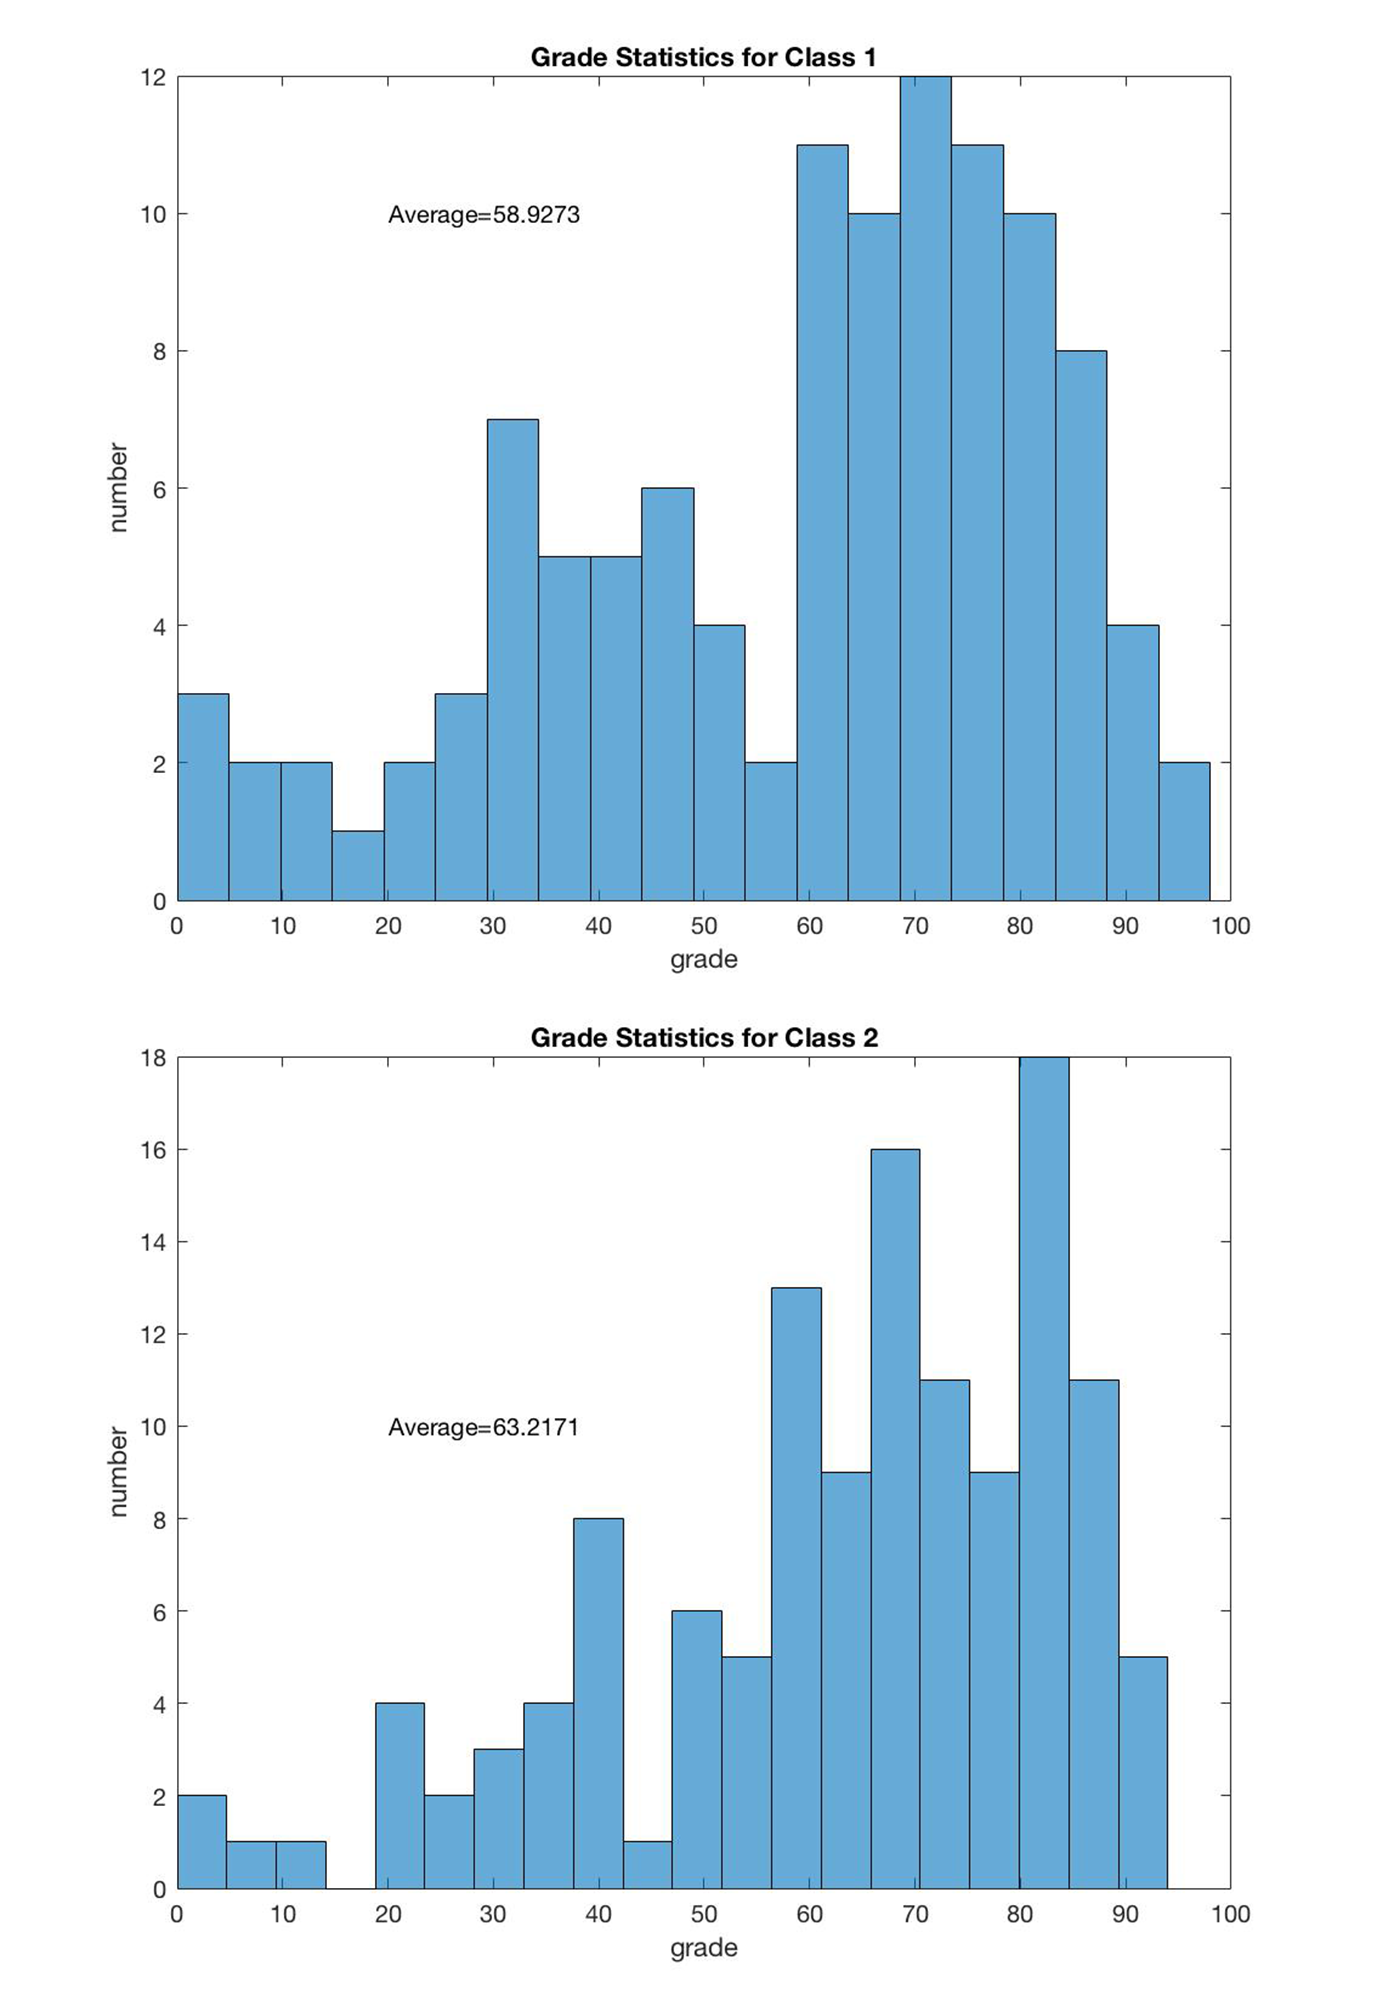 Grade Statistics for Class 1
12
10
8
6
4
2
0
Average=58.9273
number
0 10 20 30 40 50 60 70 80 90 100
grade
Grade Statistics for Class 2
18
16
14
12
10
8
6
4
2
0
Average=63.2171
number
0 10 20 30 40 50 60 70 80 90 100
grade